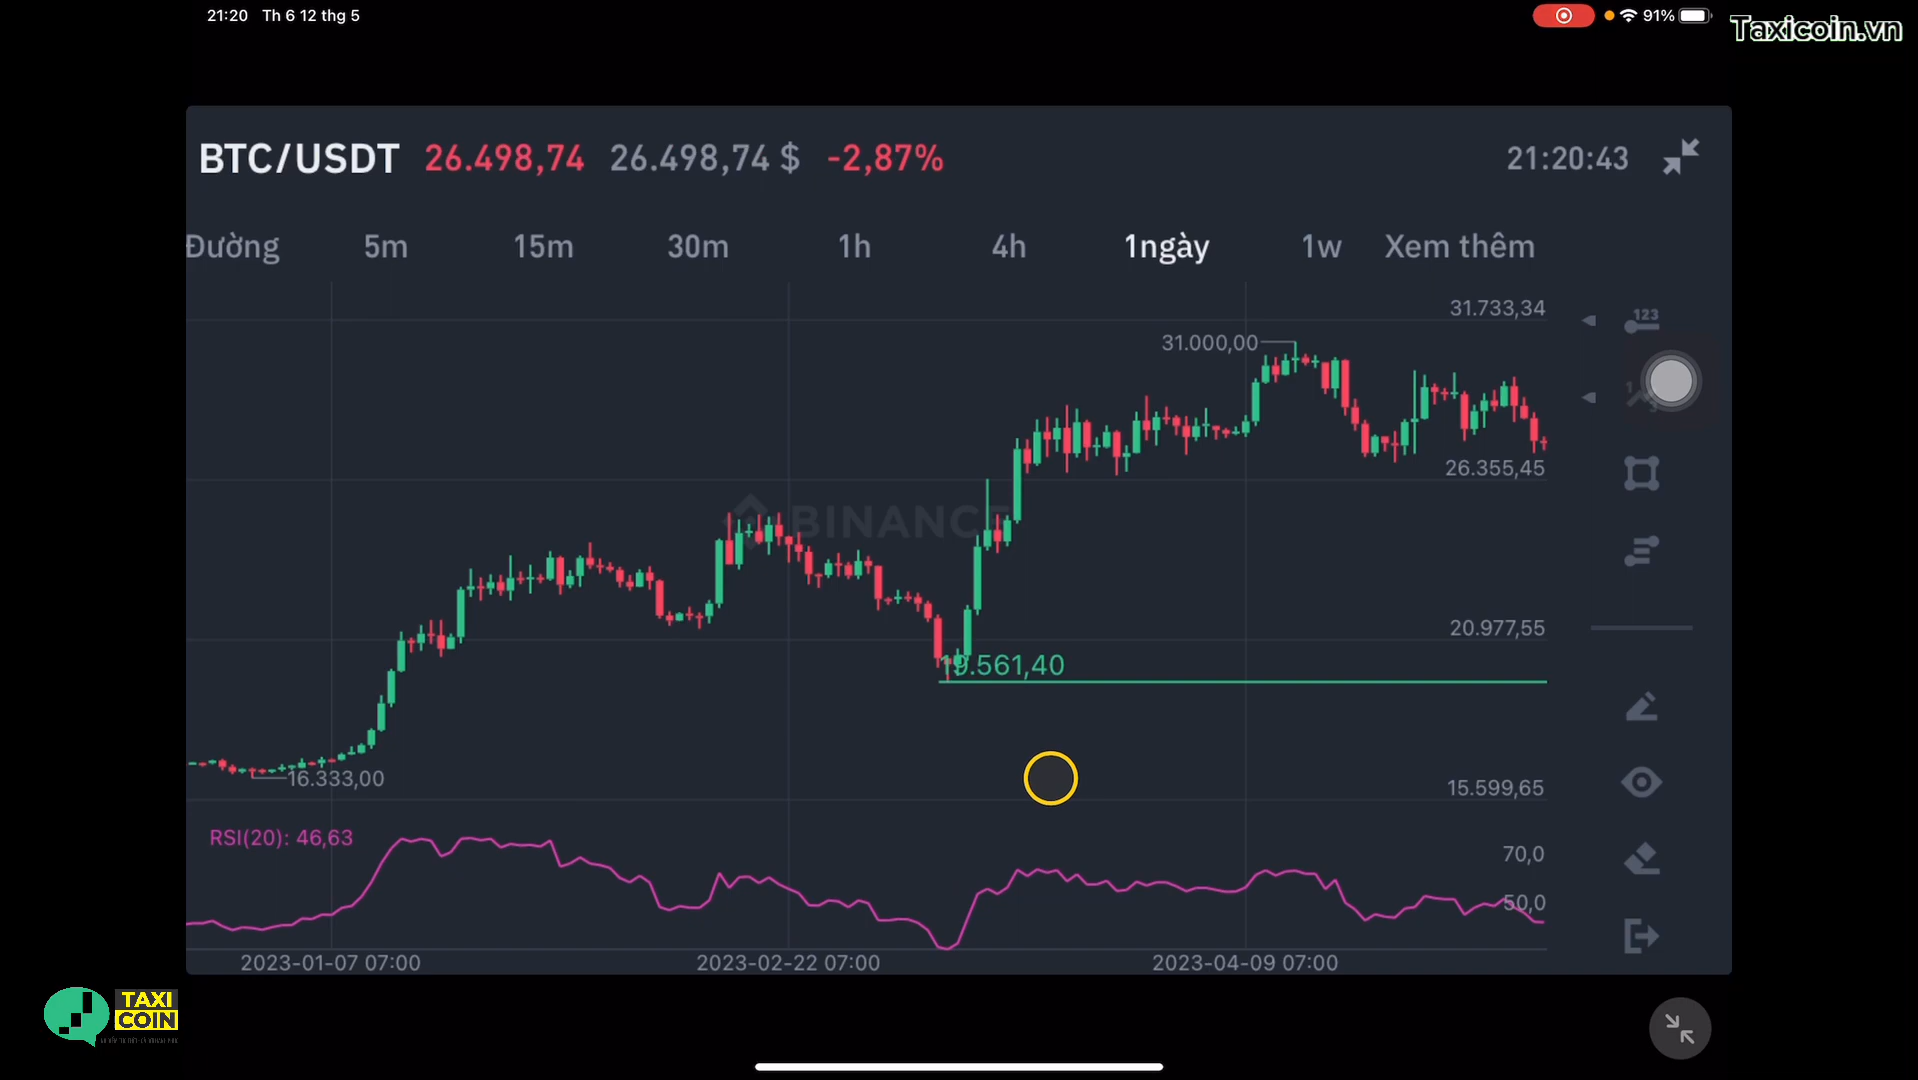 21:20 Th 6 12 thg 5
91%
Taxicoin.vn
BTC/USDT 26.498,74 26.498,74 $ -2,87% 21:20:43
Đường 5m 15m 30m 1h 4h 1ngày 1w Xem thêm
31.733,34
123
31.000,00
26.355,45
BINANCE
20.977,55
19.561,40
16.333,00
15.599,65
RSI(20): 46,63
70,0
50,0
2023-01-07 07:00 2023-02-22 07:00 2023-04-09 07:00
TAXI
COIN